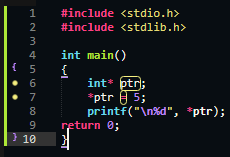 1 #include <stdio.h>
2 #include <stdlib.h>
3
4 int main()
{ 5 {
6 int* ptr;
7 *ptr = 5;
8 printf("\n%d", *ptr);
9 return 0;
} 10 }